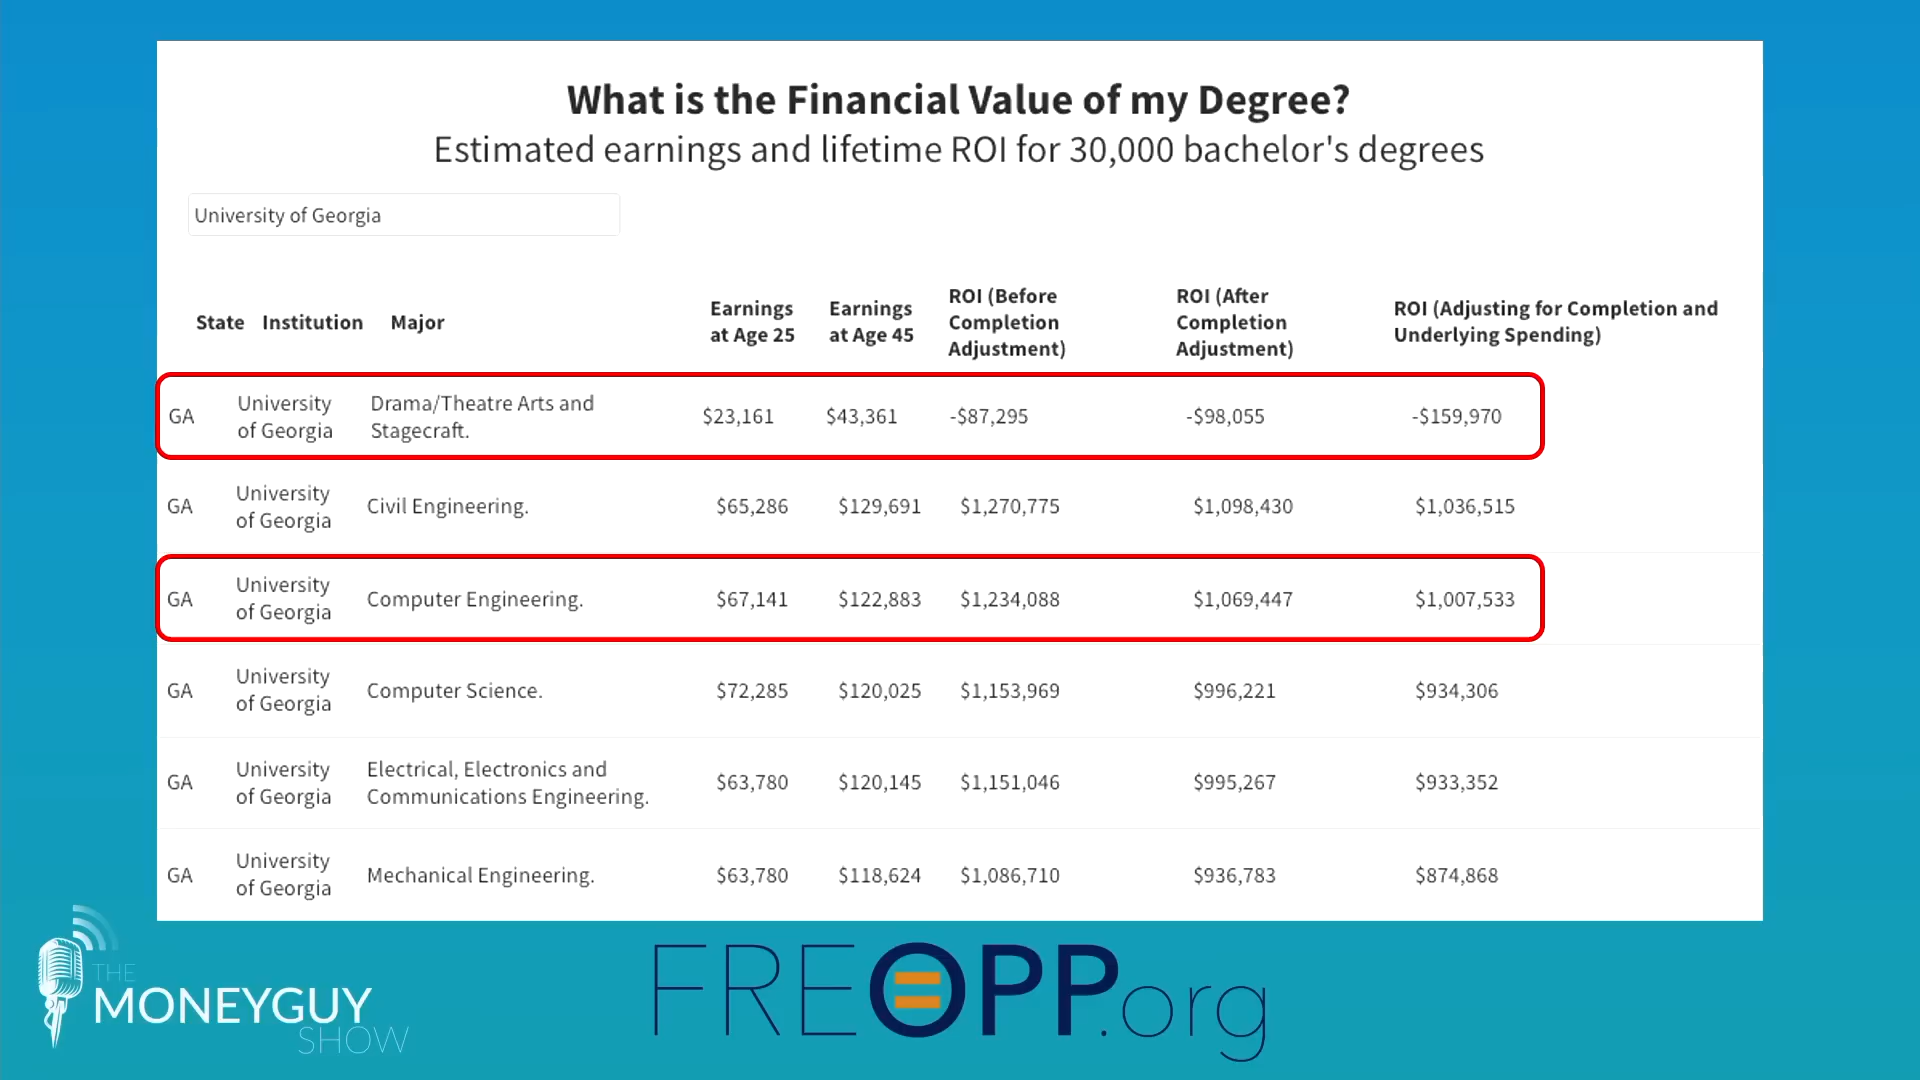 What is the Financial Value of my Degree?
Estimated earnings and lifetime ROI for 30,000 bachelor's degrees
University of Georgia
State Institution Major Earnings at Age 25 Earnings at Age 45 ROI (Before Completion Adjustment) ROI (After Completion Adjustment) ROI (Adjusting for Completion and Underlying Spending)
GA University of Georgia Drama/Theatre Arts and Stagecraft. $23,161 $43,361 -$87,295 -$98,055 -$159,970
GA University of Georgia Civil Engineering. $65,286 $129,691 $1,270,775 $1,098,430 $1,036,515
GA University of Georgia Computer Engineering. $67,141 $122,883 $1,234,088 $1,069,447 $1,007,533
GA University of Georgia Computer Science. $72,285 $120,025 $1,153,969 $996,221 $934,306
GA University of Georgia Electrical, Electronics and Communications Engineering. $63,780 $120,145 $1,151,046 $995,267 $933,352
GA University of Georgia Mechanical Engineering. $63,780 $118,624 $1,086,710 $936,783 $874,868
THE
MONEYGUY
SHOW
FREOPP.org